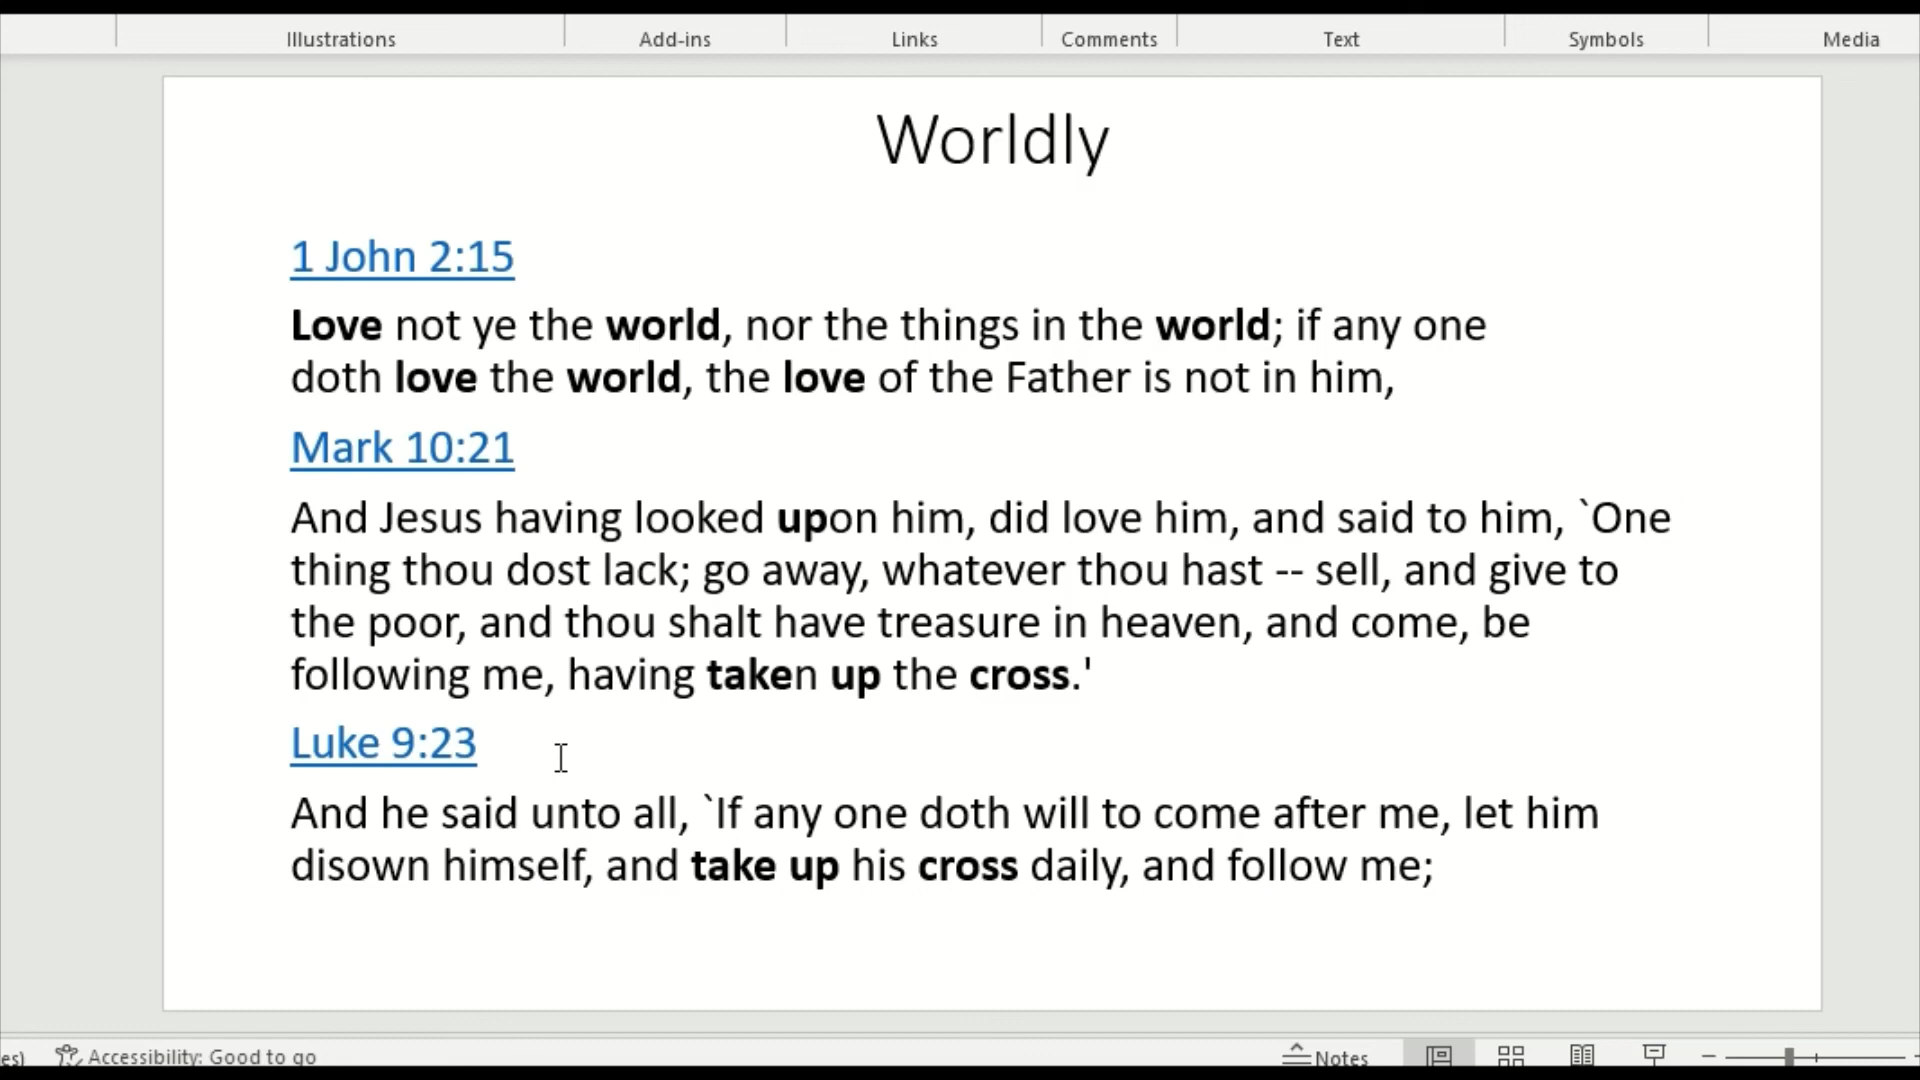 Illustrations Add-ins Links Comments Text Symbols Media
Worldly
1 John 2:15
Love not ye the world, nor the things in the world; if any one
doth love the world, the love of the Father is not in him,
Mark 10:21
And Jesus having looked upon him, did love him, and said to him, `One
thing thou dost lack; go away, whatever thou hast -- sell, and give to
the poor, and thou shalt have treasure in heaven, and come, be
following me, having taken up the cross.'
Luke 9:23
And he said unto all, `If any one doth will to come after me, let him
disown himself, and take up his cross daily, and follow me;
es) Accessibility: Good to go Notes